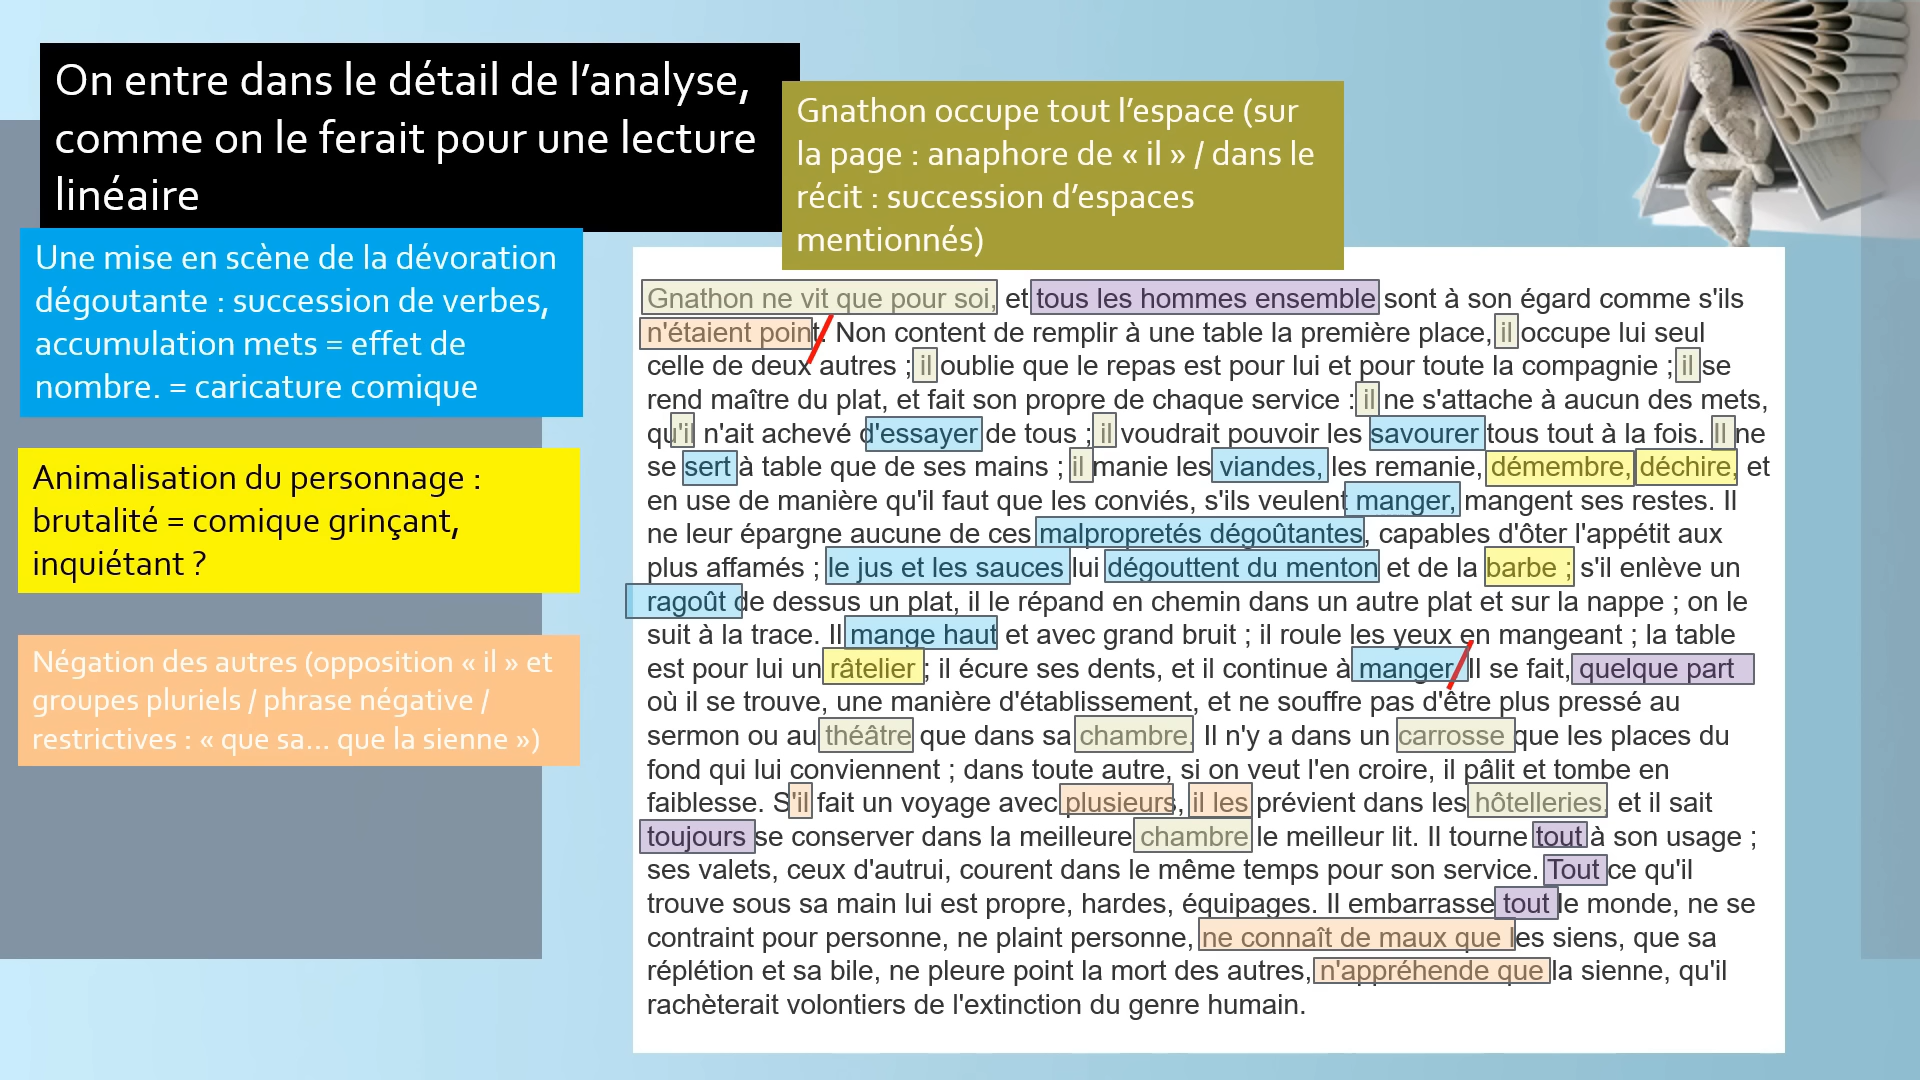 On entre dans le détail de l’analyse,
comme on le ferait pour une lecture
linéaire
Gnathon occupe tout l’espace (sur
la page : anaphore de « il » / dans le
récit : succession d’espaces
mentionnés)
Une mise en scène de la dévoration
dégoutante : succession de verbes,
accumulation mets = effet de
nombre. = caricature comique
Animalisation du personnage :
brutalité = comique grinçant,
inquiétant ?
Négation des autres (opposition « il » et
groupes pluriels / phrase négative /
restrictives : « que sa… que la sienne »)
Gnathon ne vit que pour soi, et tous les hommes ensemble sont à son égard comme s'ils
n'étaient point. Non content de remplir à une table la première place, il occupe lui seul
celle de deux autres ; il oublie que le repas est pour lui et pour toute la compagnie ; il se
rend maître du plat, et fait son propre de chaque service : il ne s'attache à aucun des mets,
qu'il n'ait achevé d'essayer de tous ; il voudrait pouvoir les savourer tous tout à la fois. Il ne
se sert à table que de ses mains ; il manie les viandes, les remanie, démembre, déchire, et
en use de manière qu'il faut que les conviés, s'ils veulent manger, mangent ses restes. Il
ne leur épargne aucune de ces malpropretés dégoûtantes, capables d'ôter l'appétit aux
plus affamés ; le jus et les sauces lui dégouttent du menton et de la barbe ; s'il enlève un
ragoût de dessus un plat, il le répand en chemin dans un autre plat et sur la nappe ; on le
suit à la trace. Il mange haut et avec grand bruit ; il roule les yeux en mangeant ; la table
est pour lui un râtelier ; il écure ses dents, et il continue à manger. Il se fait, quelque part
où il se trouve, une manière d'établissement, et ne souffre pas d'être plus pressé au
sermon ou au théâtre que dans sa chambre. Il n'y a dans un carrosse que les places du
fond qui lui conviennent ; dans toute autre, si on veut l'en croire, il pâlit et tombe en
faiblesse. S'il fait un voyage avec plusieurs, il les prévient dans les hôtelleries, et il sait
toujours se conserver dans la meilleure chambre le meilleur lit. Il tourne tout à son usage ;
ses valets, ceux d'autrui, courent dans le même temps pour son service. Tout ce qu'il
trouve sous sa main lui est propre, hardes, équipages. Il embarrasse tout le monde, ne se
contraint pour personne, ne plaint personne, ne connaît de maux que les siens, que sa
réplétion et sa bile, ne pleure point la mort des autres, n'appréhende que la sienne, qu'il
rachèterait volontiers de l'extinction du genre humain.